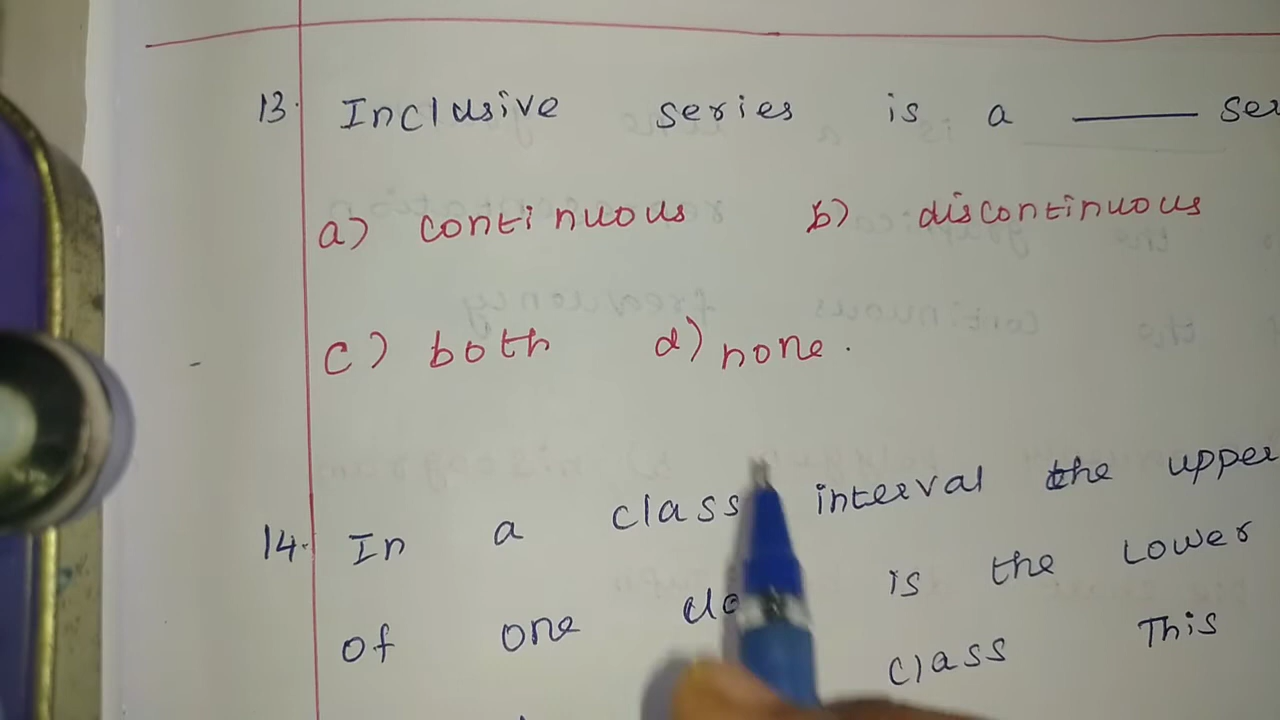 13. Inclusive series is a ——— ser
a) continuous b) discontinuous
c) both d) none.
14. In a class interval the upper
of one is the Lower
class This